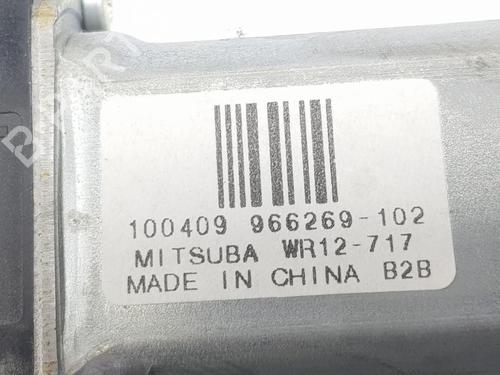 100409 966269-102
MITSUBA WR12-717
MADE IN CHINA B2B